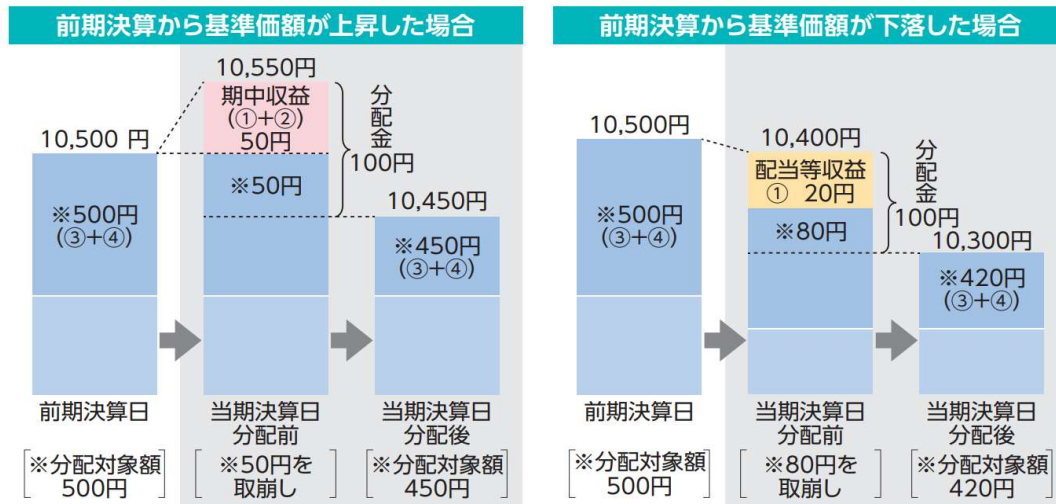 前期決算から基準価額が上昇した場合
10,550円
期中収益
(①+②)
50円
分配金
100円
10,500 円
※500円
(③+④)
※50円
10,450円
※450円
(③+④)
前期決算日
当期決算日
分配前
当期決算日
分配後
※分配対象額
500円
※50円を
取崩し
※分配対象額
450円
前期決算から基準価額が下落した場合
10,500円
10,400円
配当等収益
① 20円
分配金
100円
※500円
(③+④)
※80円
10,300円
※420円
(③+④)
前期決算日
当期決算日
分配前
当期決算日
分配後
※分配対象額
500円
※80円を
取崩し
※分配対象額
420円